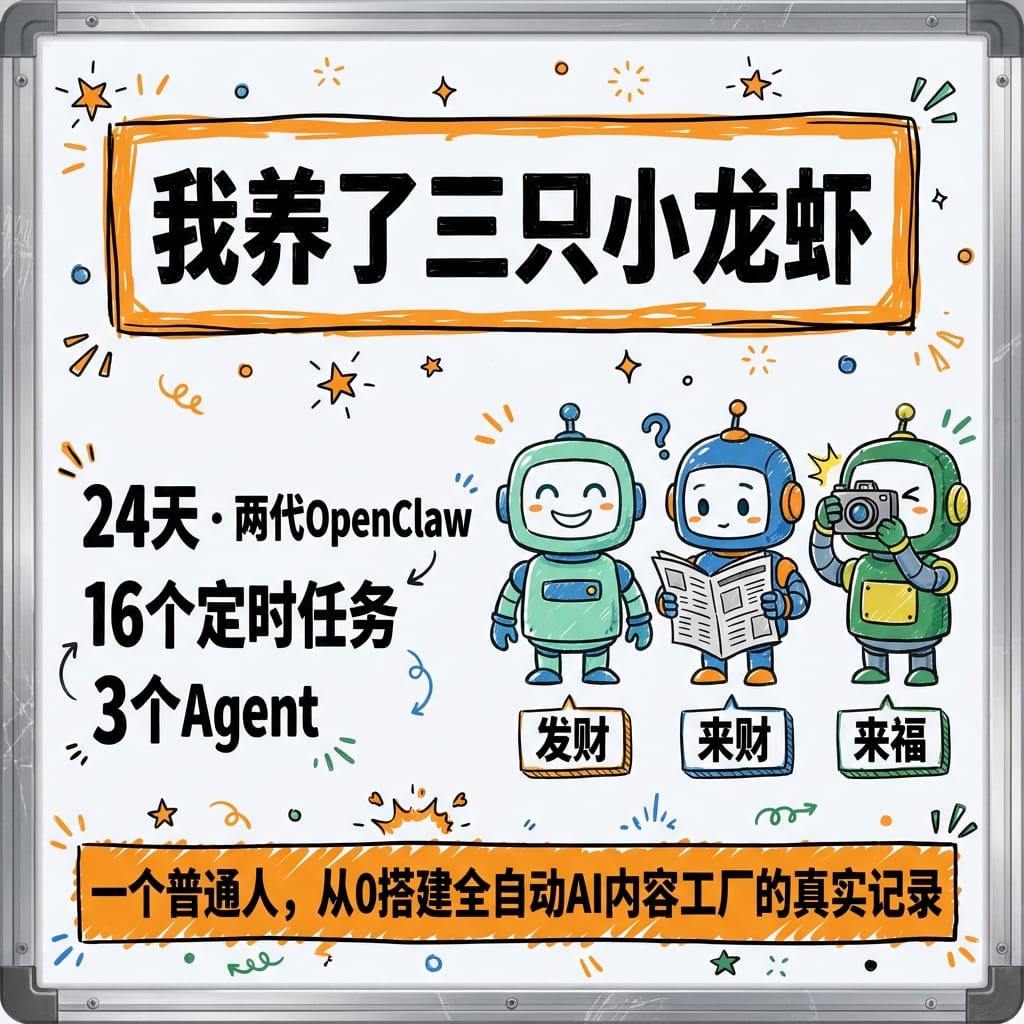 我养了三只小龙虾
24天·两代OpenClaw
16个定时任务
3个Agent
发财
来财
来福
一个普通人，从0搭建全自动AI内容工厂的真实记录